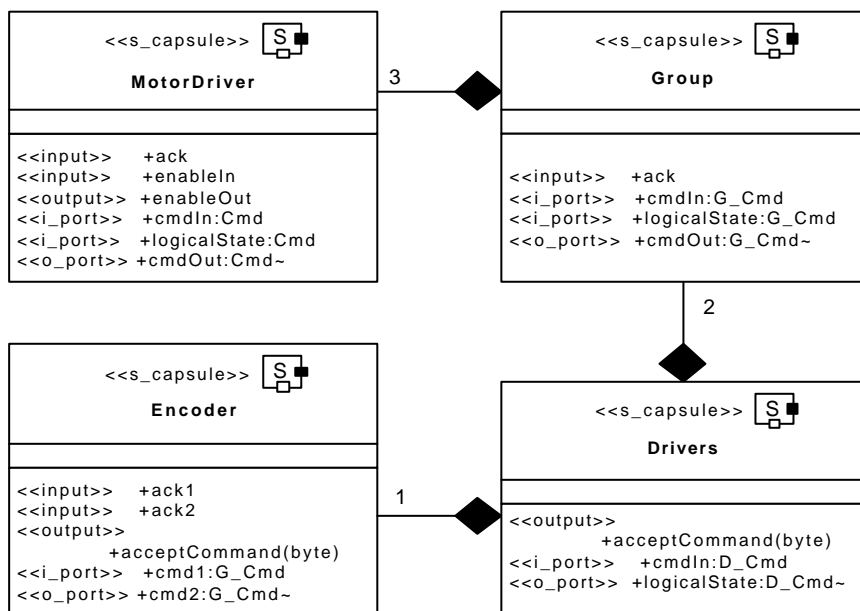 <<s_capsule>> S
MotorDriver
<<input>> +ack
<<input>> +enableIn
<<output>> +enableOut
<<i_port>> +cmdIn:Cmd
<<i_port>> +logicalState:Cmd
<<o_port>> +cmdOut:Cmd~
3
<<s_capsule>> S
Group
<<input>> +ack
<<i_port>> +cmdIn:G_Cmd
<<i_port>> +logicalState:G_Cmd
<<o_port>> +cmdOut:G_Cmd~
2
<<s_capsule>> S
Encoder
<<input>> +ack1
<<input>> +ack2
<<output>>
+acceptCommand(byte)
<<i_port>> +cmd1:G_Cmd
<<o_port>> +cmd2:G_Cmd~
1
<<s_capsule>> S
Drivers
<<output>>
+acceptCommand(byte)
<<i_port>> +cmdIn:D_Cmd
<<o_port>> +logicalState:D_Cmd~